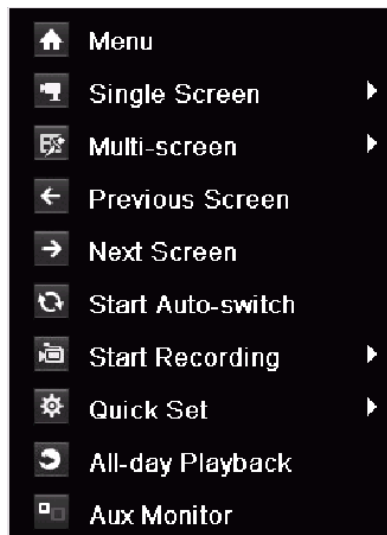 Menu
Single Screen
Multi-screen
Previous Screen
Next Screen
Start Auto-switch
Start Recording
Quick Set
All-day Playback
Aux Monitor